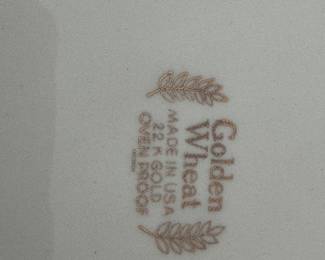 Golden
Wheat
MADE IN USA
22 K GOLD
OVEN PROOF